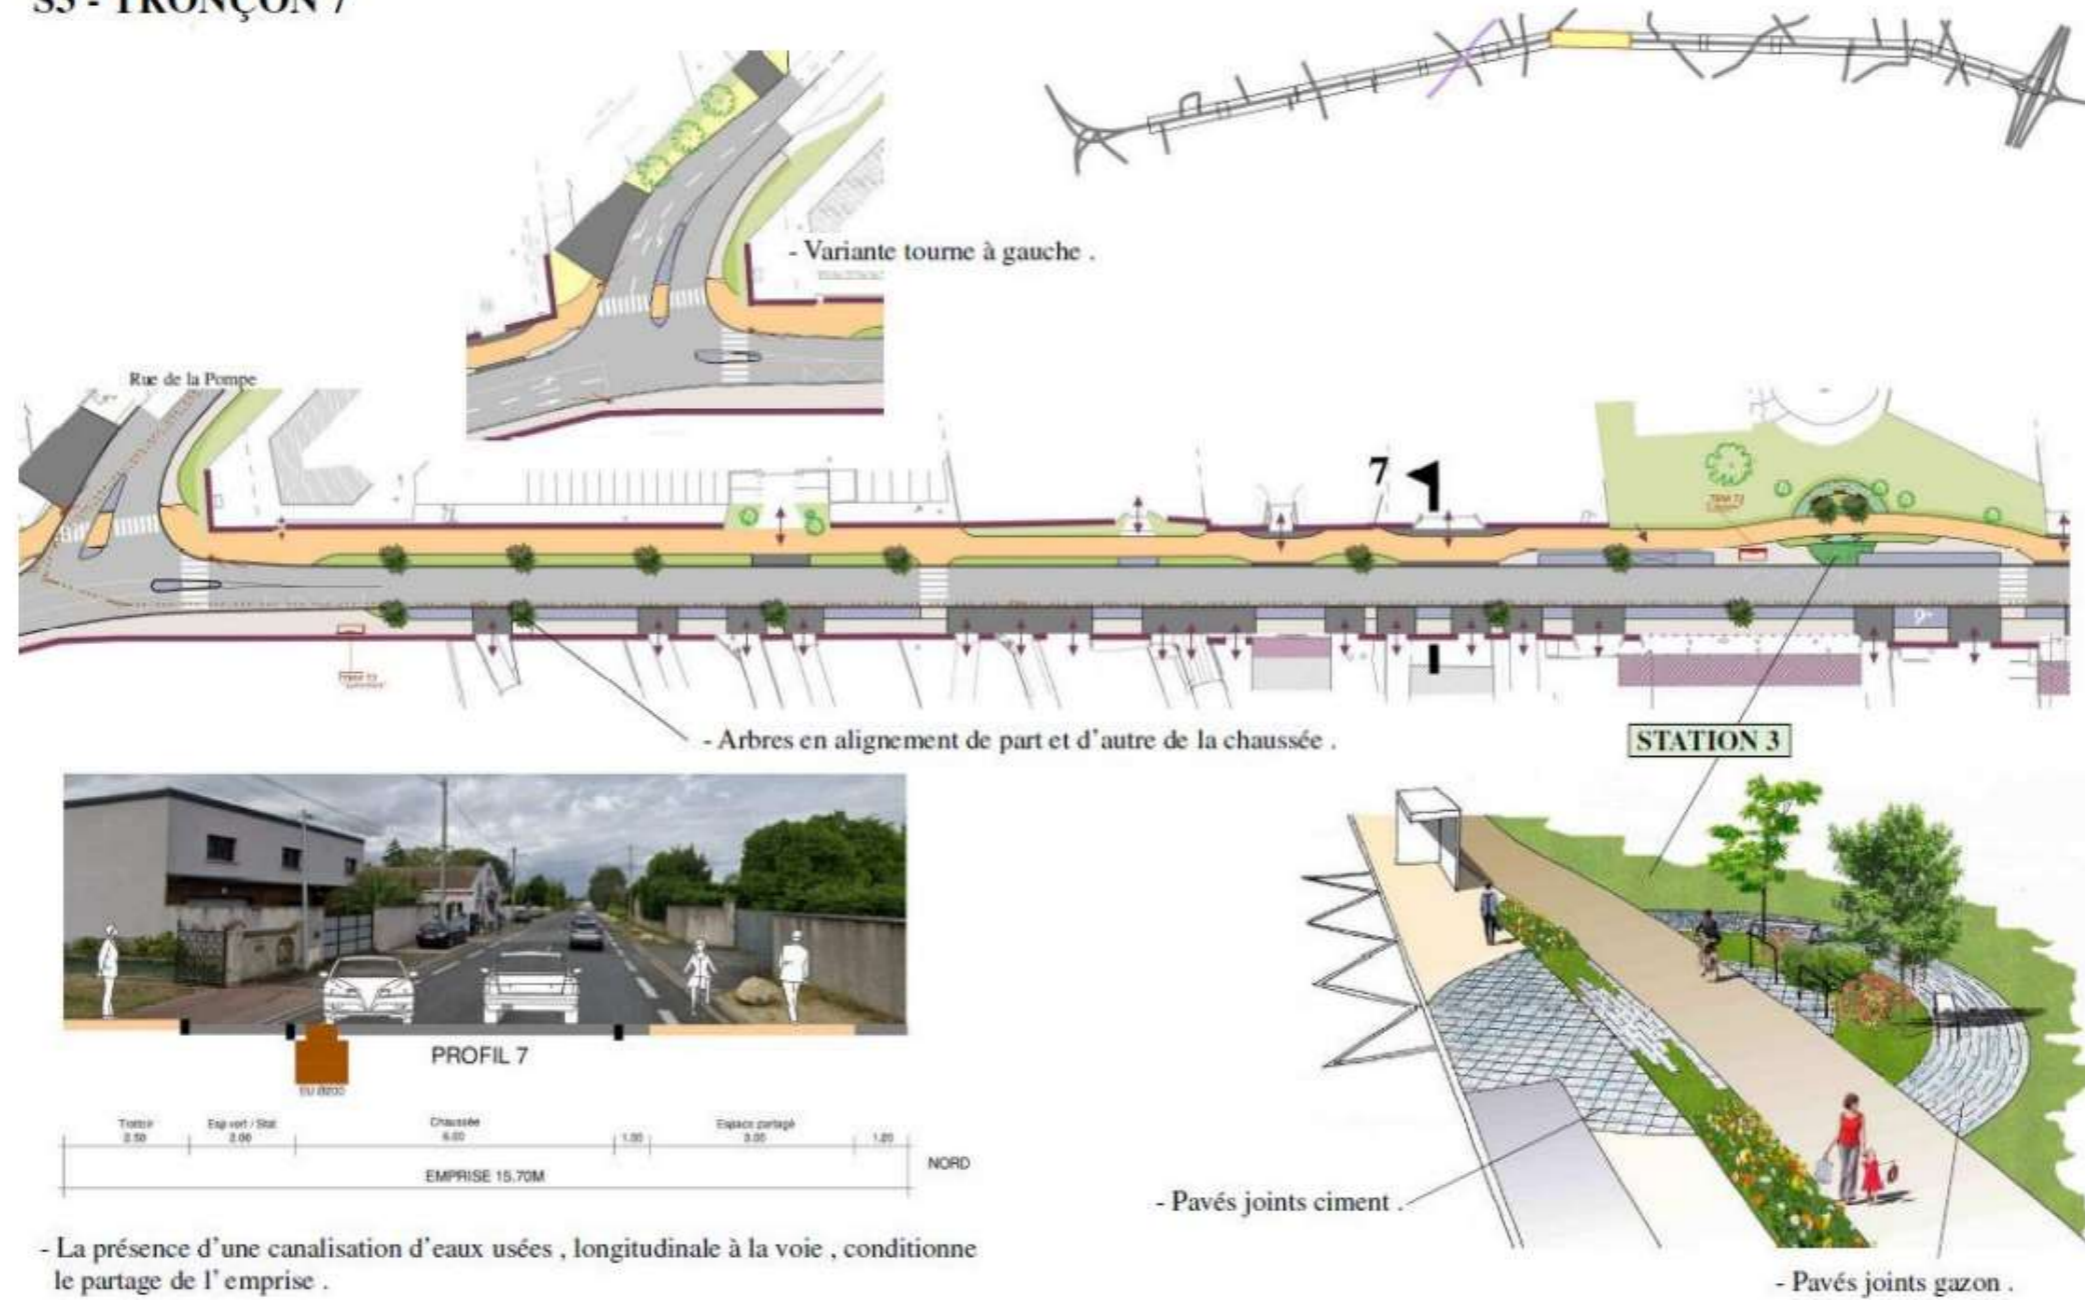 S3 - TRONÇON 7
- Variante tourne à gauche .
Rue de la Pompe
7
- Arbres en alignement de part et d'autre de la chaussée .
STATION 3
PROFIL 7
EU Ø200
Trottoir
Esp vert / Stat
Chaussée
Espace partagé
2.50
2.00
6.00
1.00
3.00
1.20
EMPRISE 15.70M
NORD
- Pavés joints ciment .
- La présence d'une canalisation d'eaux usées , longitudinale à la voie , conditionne
le partage de l' emprise .
- Pavés joints gazon .